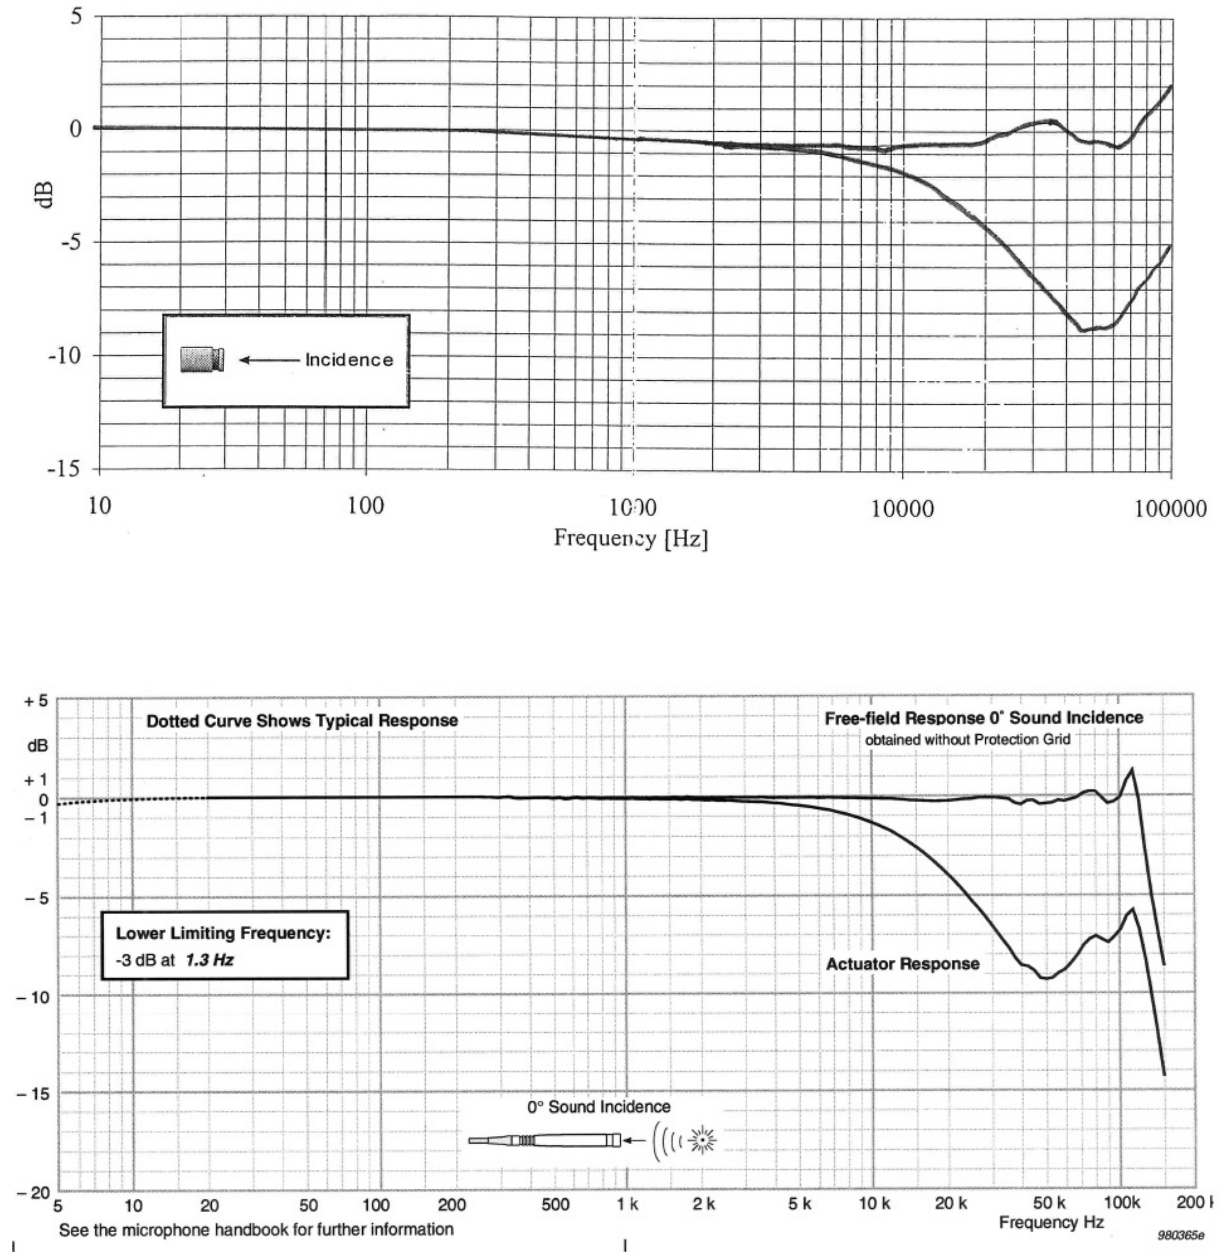 5
0
dB
-5
-10
-15
Incidence
10 100 1000 10000 100000
Frequency [Hz]
+ 5
dB
+ 1
0
– 1
– 5
– 10
– 15
– 20
Dotted Curve Shows Typical Response
Free-field Response 0° Sound Incidence
obtained without Protection Grid
Lower Limiting Frequency:
-3 dB at 1.3 Hz
Actuator Response
0° Sound Incidence
5 10 20 50 100 200 500 1 k 2 k 5 k 10 k 20 k 50 k 100k 200
Frequency Hz
See the microphone handbook for further information
980365e